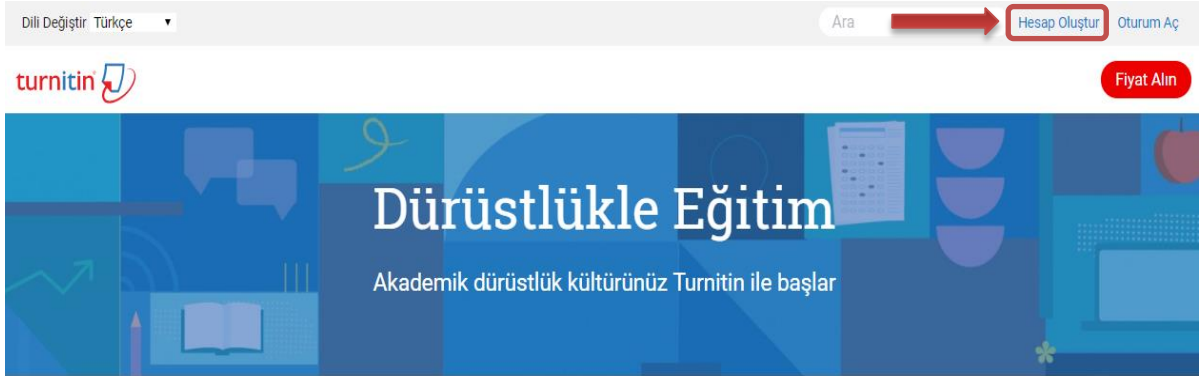 Dili Değiştir Türkçe
Ara
Hesap Oluştur Oturum Aç
turnitin
Fiyat Alın
Dürüstlükle Eğitim
Akademik dürüstlük kültürünüz Turnitin ile başlar